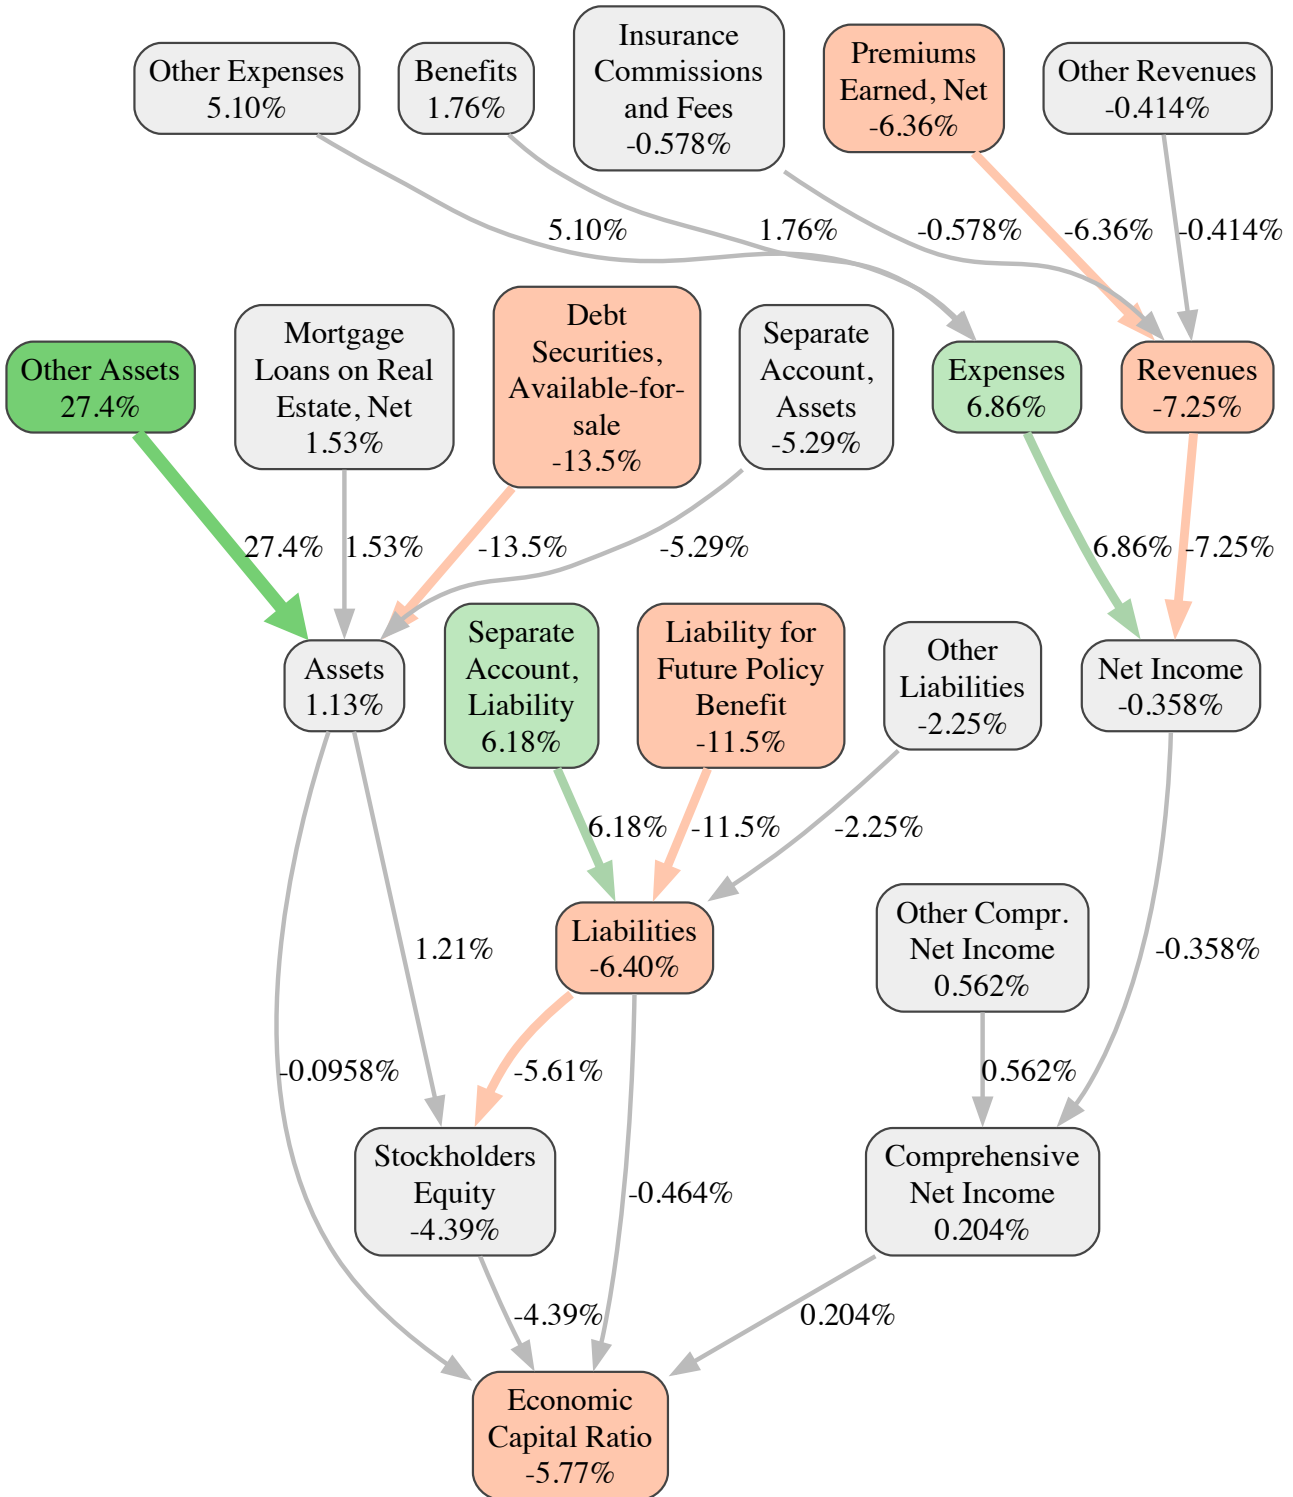 Other Expenses
5.10%
Benefits
1.76%
Insurance
Commissions
and Fees
-0.578%
Premiums
Earned, Net
-6.36%
Other Revenues
-0.414%
5.10%
1.76%
-0.578%
-6.36%
-0.414%
Other Assets
27.4%
Mortgage
Loans on Real
Estate, Net
1.53%
Debt
Securities,
Available-for-
sale
-13.5%
Separate
Account,
Assets
-5.29%
Expenses
6.86%
Revenues
-7.25%
27.4%
1.53%
-13.5%
-5.29%
6.86%
-7.25%
Assets
1.13%
Separate
Account,
Liability
6.18%
Liability for
Future Policy
Benefit
-11.5%
Other
Liabilities
-2.25%
Net Income
-0.358%
6.18%
-11.5%
-2.25%
Liabilities
-6.40%
Other Compr.
Net Income
0.562%
1.21%
-0.358%
-0.0958%
-5.61%
0.562%
Stockholders
Equity
-4.39%
-0.464%
Comprehensive
Net Income
0.204%
-4.39%
0.204%
Economic
Capital Ratio
-5.77%